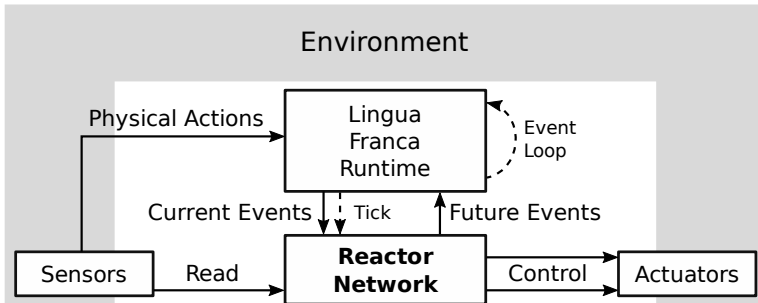 Environment
Physical Actions
Lingua
Franca
Runtime
Event
Loop
Current Events
Tick
Future Events
Sensors
Read
Reactor
Network
Control
Actuators